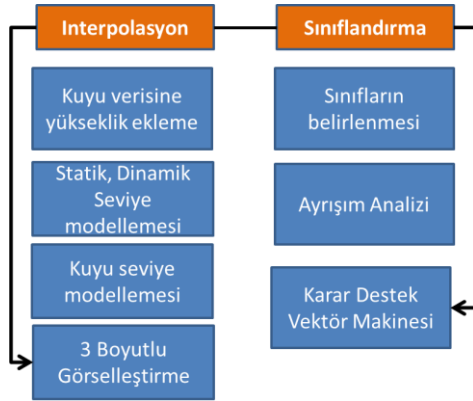 Interpolasyon
Kuyu verisine
yükseklik ekleme
Statik, Dinamik
Seviye
modellemesi
Kuyu seviye
modellemesi
3 Boyutlu
Görselleştirme
Sınıflandırma
Sınıfların
belirlenmesi
Ayrışım Analizi
Karar Destek
Vektör Makinesi